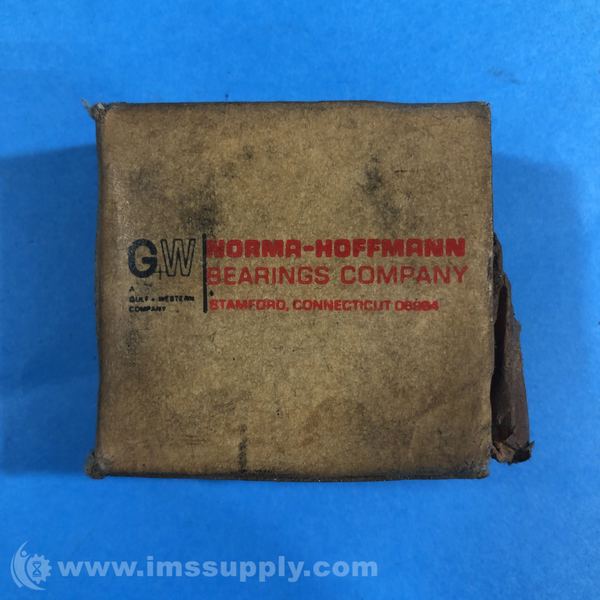 GW
A
GULF + WESTERN
COMPANY
NORMA-HOFFMANN
BEARINGS COMPANY
STAMFORD, CONNECTICUT 06904
www.imssupply.com